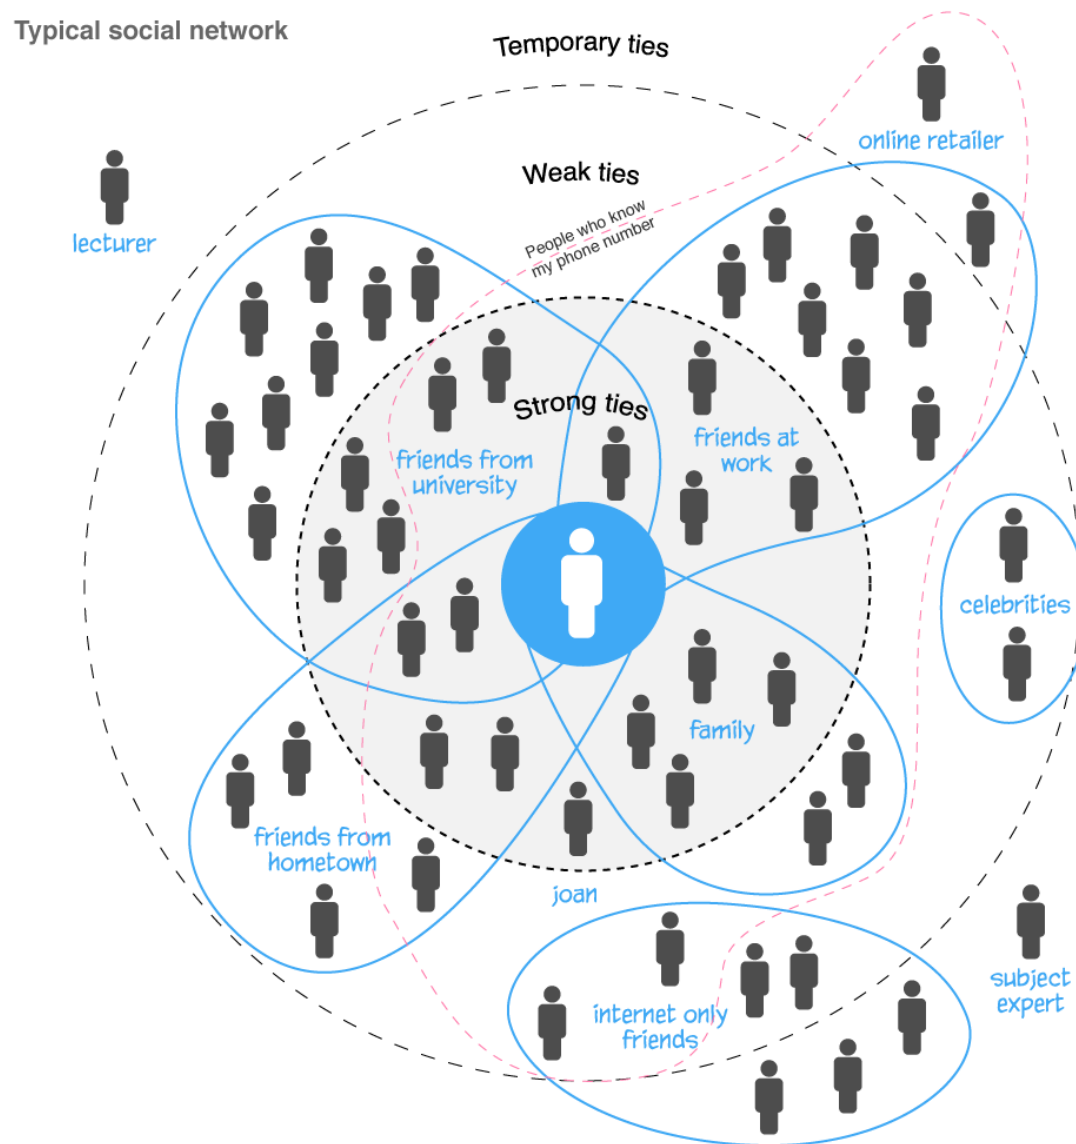 Typical social network
Temporary ties
online retailer
Weak ties
lecturer
People who know
my phone number
Strong ties
friends at
work
friends from
university
celebrities
family
friends from
hometown
joan
subject
expert
internet only
friends